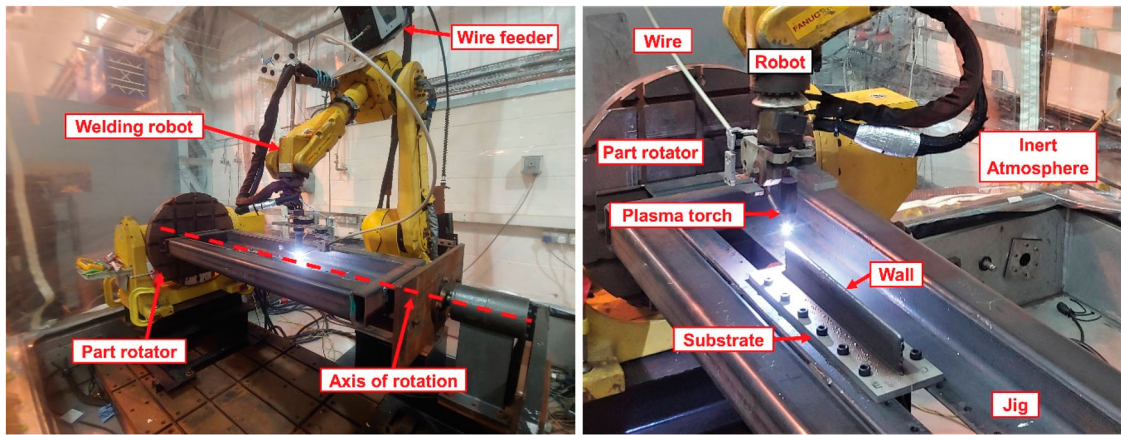 Wire feeder
Welding robot
Part rotator
Axis of rotation
FANUC
Wire
Robot
Part rotator
Inert
Atmosphere
Plasma torch
Wall
Substrate
Jig